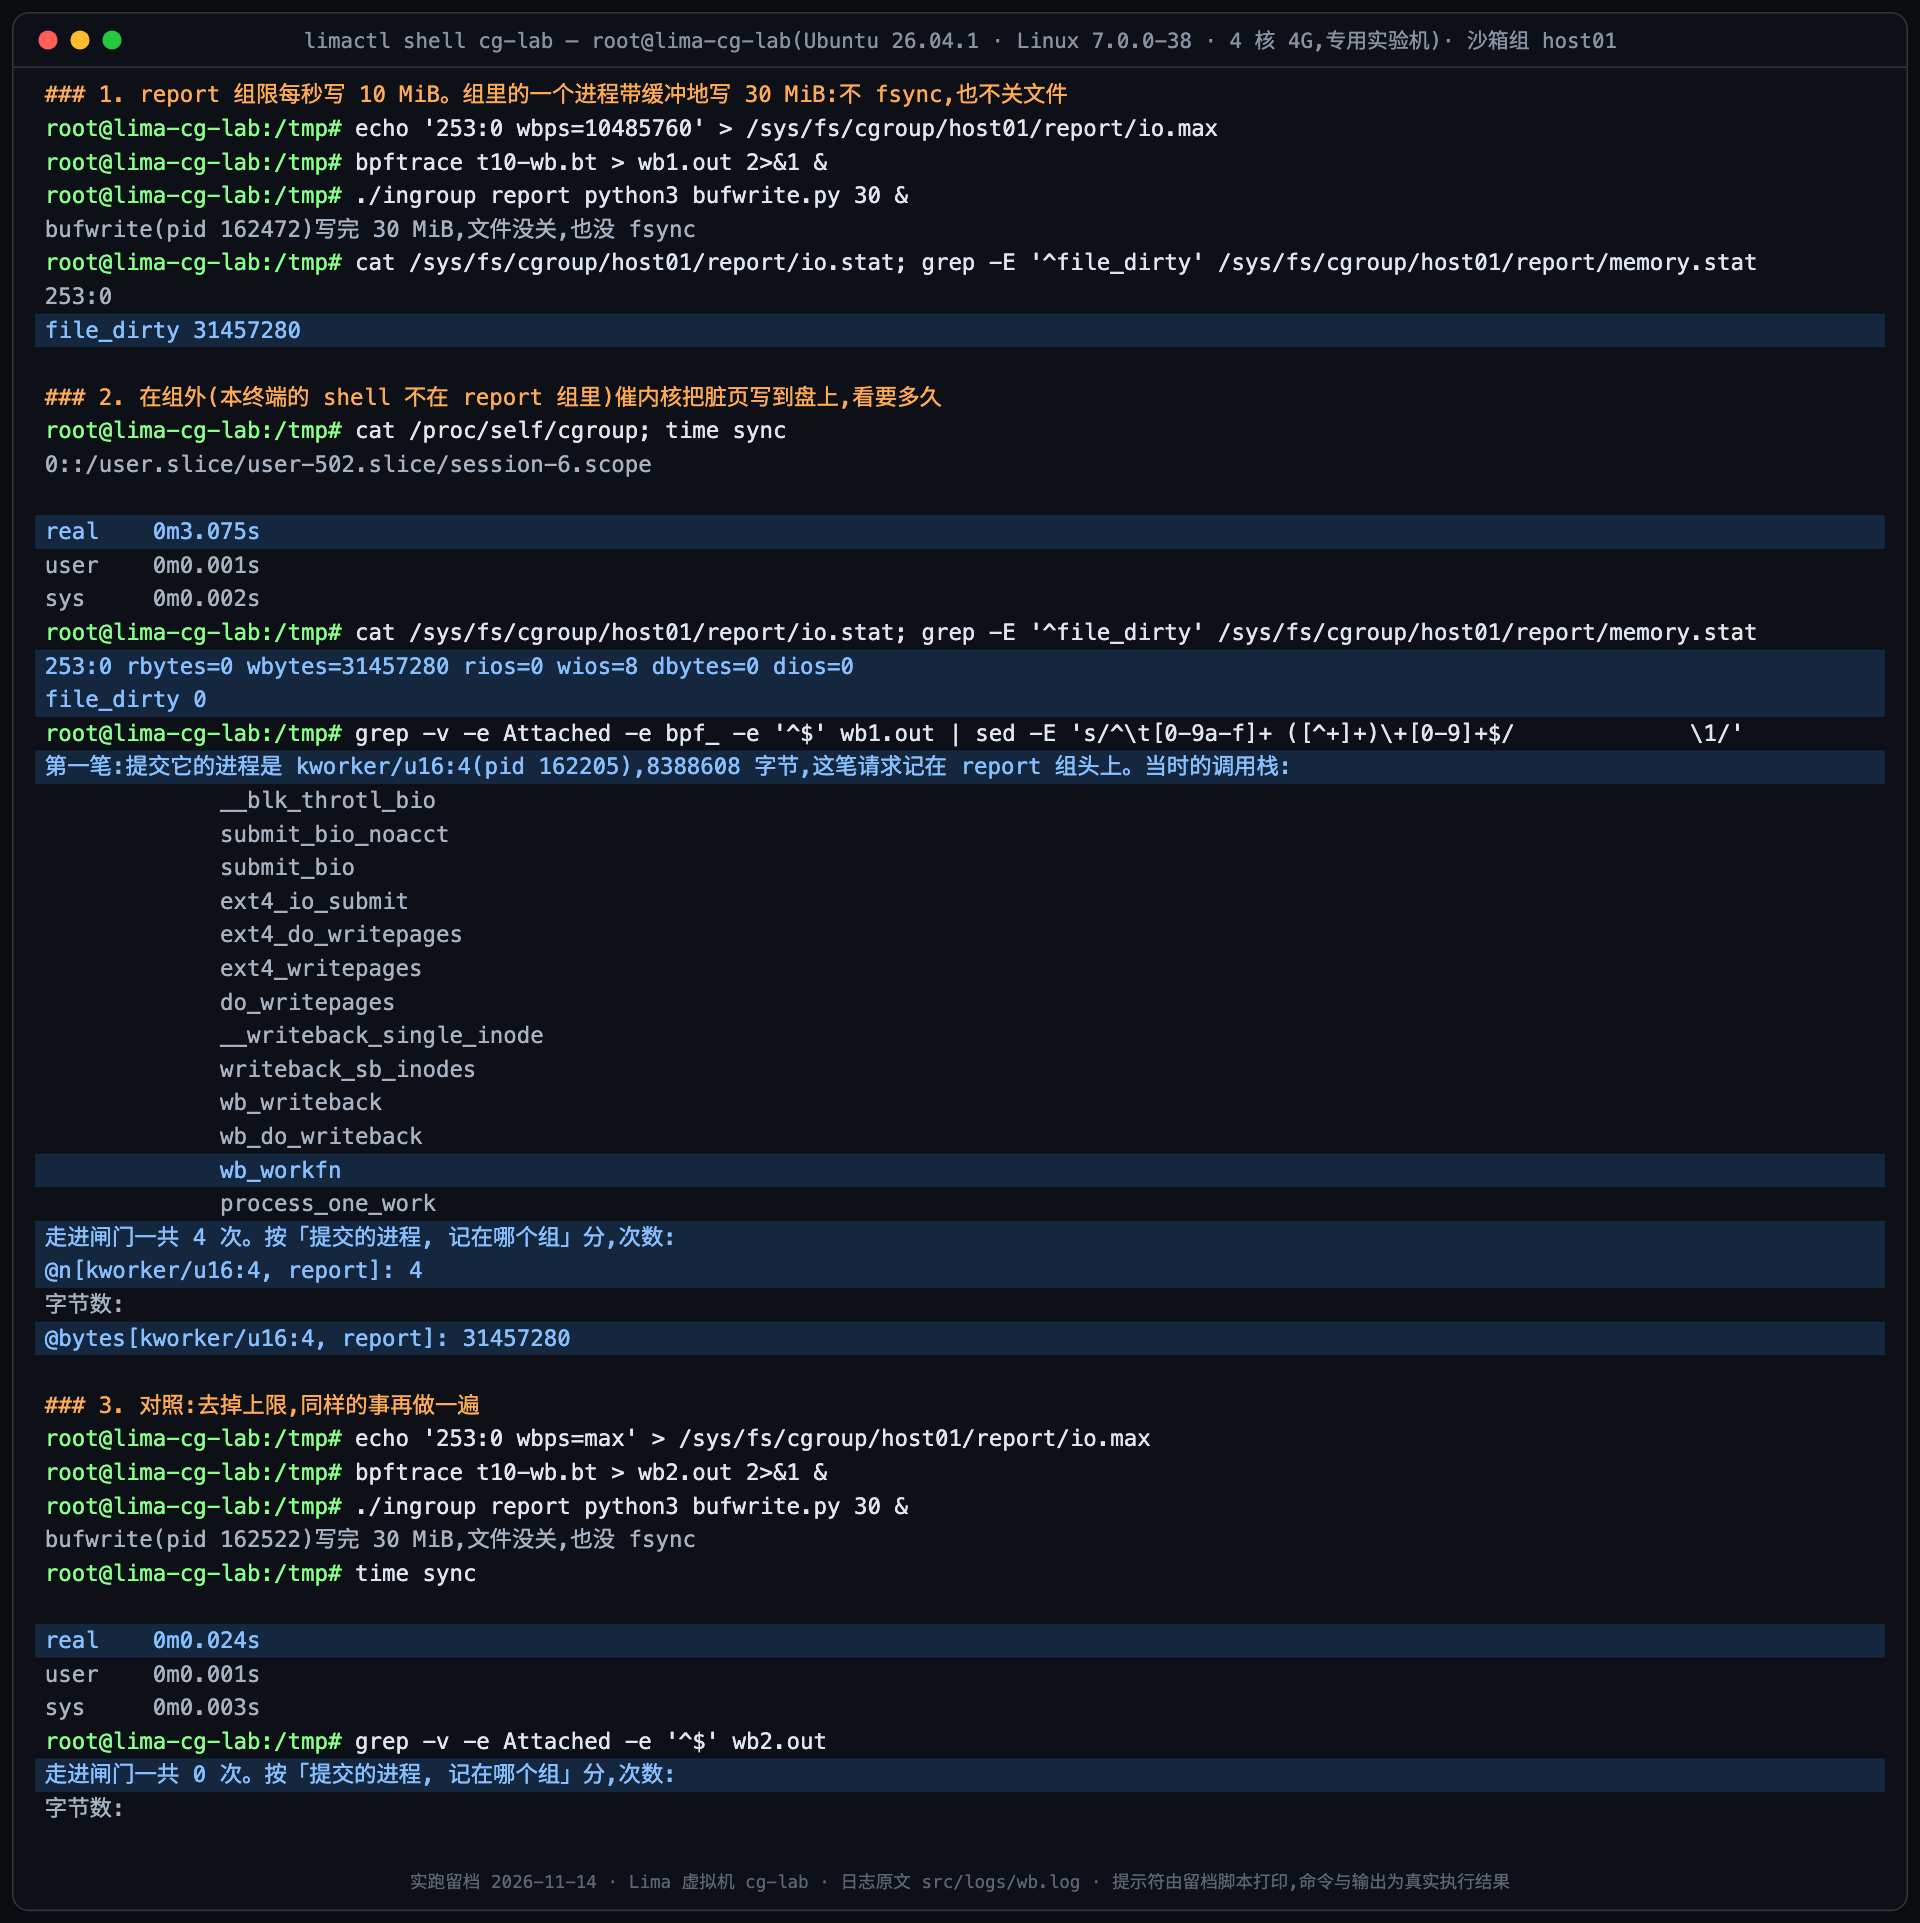 limactl shell cg-lab — root@lima-cg-lab(Ubuntu 26.04.1 · Linux 7.0.0-38 · 4 核 4G,专用实验机)· 沙箱组 host01
### 1. report 组限每秒写 10 MiB。组里的一个进程带缓冲地写 30 MiB:不 fsync,也不关文件
root@lima-cg-lab:/tmp# echo '253:0 wbps=10485760' > /sys/fs/cgroup/host01/report/io.max
root@lima-cg-lab:/tmp# bpftrace t10-wb.bt > wb1.out 2>&1 &
root@lima-cg-lab:/tmp# ./ingroup report python3 bufwrite.py 30 &
bufwrite(pid 162472)写完 30 MiB,文件没关,也没 fsync
root@lima-cg-lab:/tmp# cat /sys/fs/cgroup/host01/report/io.stat; grep -E '^file_dirty' /sys/fs/cgroup/host01/report/memory.stat
253:0
file_dirty 31457280
### 2. 在组外(本终端的 shell 不在 report 组里)催内核把脏页写到盘上,看要多久
root@lima-cg-lab:/tmp# cat /proc/self/cgroup; time sync
0::/user.slice/user-502.slice/session-6.scope
real    0m3.075s
user    0m0.001s
sys     0m0.002s
root@lima-cg-lab:/tmp# cat /sys/fs/cgroup/host01/report/io.stat; grep -E '^file_dirty' /sys/fs/cgroup/host01/report/memory.stat
253:0 rbytes=0 wbytes=31457280 rios=0 wios=8 dbytes=0 dios=0
file_dirty 0
root@lima-cg-lab:/tmp# grep -v -e Attached -e bpf_ -e '^$' wb1.out | sed -E 's/^\t[0-9a-f]+ ([^+]+)\+[0-9]+$/             \1/'
第一笔:提交它的进程是 kworker/u16:4(pid 162205),8388608 字节,这笔请求记在 report 组头上。当时的调用栈:
__blk_throtl_bio
submit_bio_noacct
submit_bio
ext4_io_submit
ext4_do_writepages
ext4_writepages
do_writepages
__writeback_single_inode
writeback_sb_inodes
wb_writeback
wb_do_writeback
wb_workfn
process_one_work
走进闸门一共 4 次。按「提交的进程, 记在哪个组」分,次数:
@n[kworker/u16:4, report]: 4
字节数:
@bytes[kworker/u16:4, report]: 31457280
### 3. 对照:去掉上限,同样的事再做一遍
root@lima-cg-lab:/tmp# echo '253:0 wbps=max' > /sys/fs/cgroup/host01/report/io.max
root@lima-cg-lab:/tmp# bpftrace t10-wb.bt > wb2.out 2>&1 &
root@lima-cg-lab:/tmp# ./ingroup report python3 bufwrite.py 30 &
bufwrite(pid 162522)写完 30 MiB,文件没关,也没 fsync
root@lima-cg-lab:/tmp# time sync
real    0m0.024s
user    0m0.001s
sys     0m0.003s
root@lima-cg-lab:/tmp# grep -v -e Attached -e '^$' wb2.out
走进闸门一共 0 次。按「提交的进程, 记在哪个组」分,次数:
字节数:
实跑留档 2026-11-14 · Lima 虚拟机 cg-lab · 日志原文 src/logs/wb.log · 提示符由留档脚本打印,命令与输出为真实执行结果